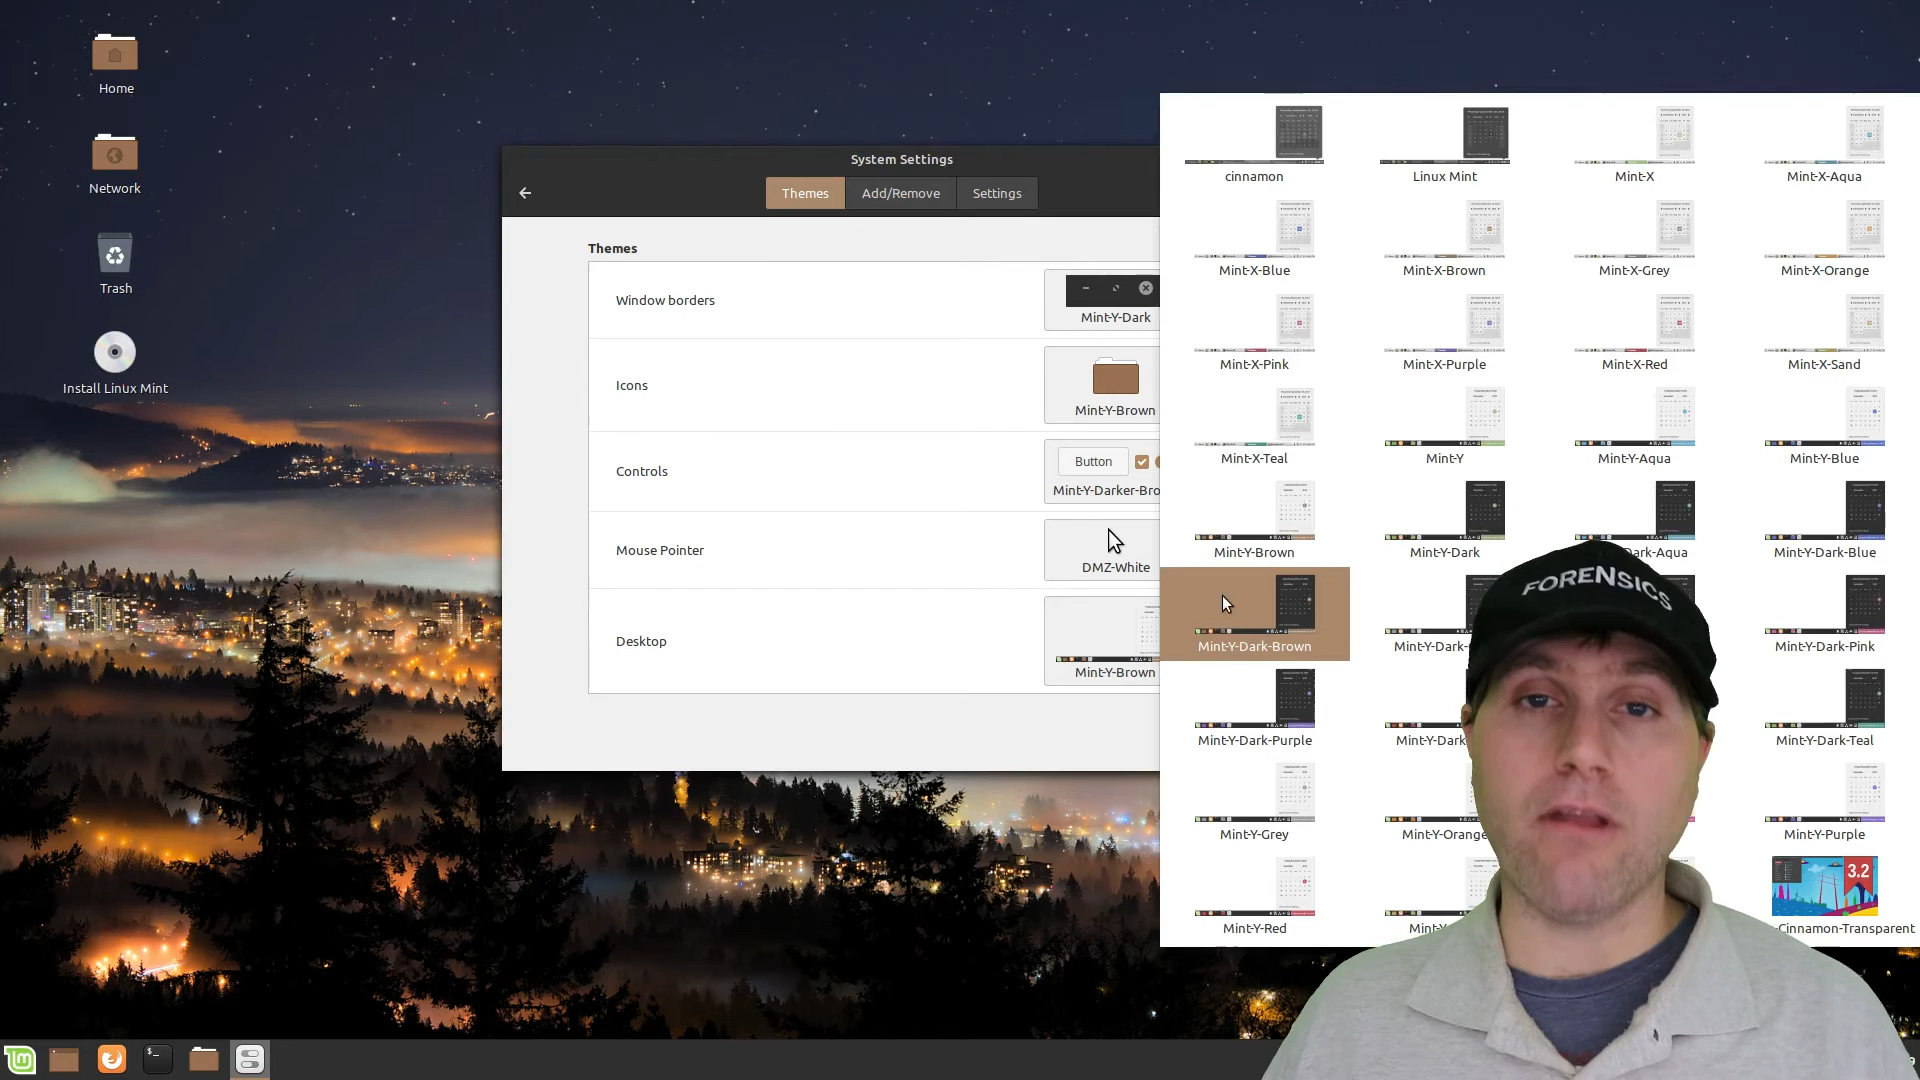 Home
Network
Trash
Install Linux Mint
System Settings
Themes
Add/Remove
Settings
Themes
Window borders
Mint-Y-Dark
Icons
Mint-Y-Brown
Controls
Button
Mint-Y-Darker-Bro
Mouse Pointer
DMZ-White
Desktop
Mint-Y-Brown
cinnamon
Linux Mint
Mint-X
Mint-X-Aqua
Mint-X-Blue
Mint-X-Brown
Mint-X-Grey
Mint-X-Orange
Mint-X-Pink
Mint-X-Purple
Mint-X-Red
Mint-X-Sand
Mint-X-Teal
Mint-Y
Mint-Y-Aqua
Mint-Y-Blue
Mint-Y-Brown
Mint-Y-Dark
Dark-Aqua
Mint-Y-Dark-Blue
Mint-Y-Dark-Brown
Mint-Y-Dark-
Mint-Y-Dark-Pink
Mint-Y-Dark-Purple
Mint-Y-Dark
Mint-Y-Dark-Teal
Mint-Y-Grey
Mint-Y-Orange
Mint-Y-Purple
Mint-Y-Red
Mint-Y
3.2
-Cinnamon-Transparent
FORENSICS